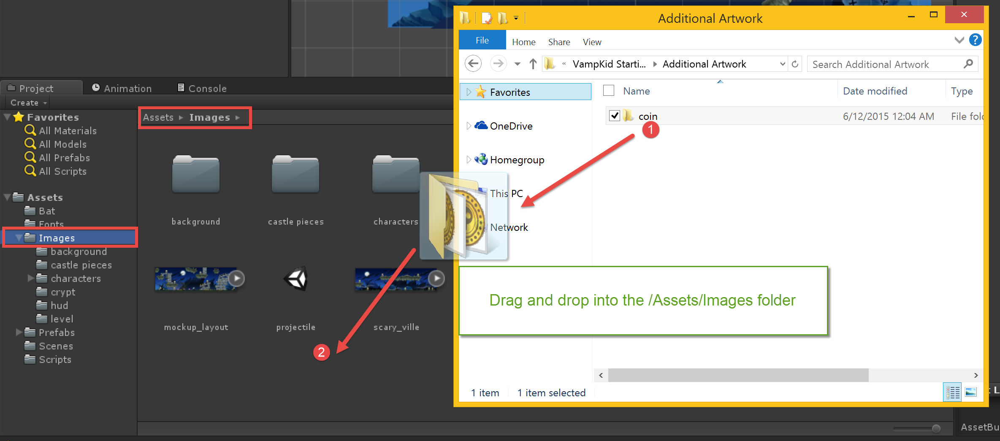 Project
Animation
Console
Create
Favorites
All Materials
All Models
All Prefabs
All Scripts
Assets
Bat
Fonts
Images
background
castle pieces
characters
crypt
hud
level
Prefabs
Scenes
Scripts
Assets Images
background
castle pieces
characters
mockup_layout
projectile
scary_ville
2
Additional Artwork
File
Home
Share
View
?
« VampKid Starti... Additional Artwork
Search Additional Artwork
Favorites
OneDrive
Homegroup
This PC
Network
Name
Date modified
Type
coin
6/12/2015 12:04 AM
File
1
Drag and drop into the /Assets/Images folder
1 item
1 item selected